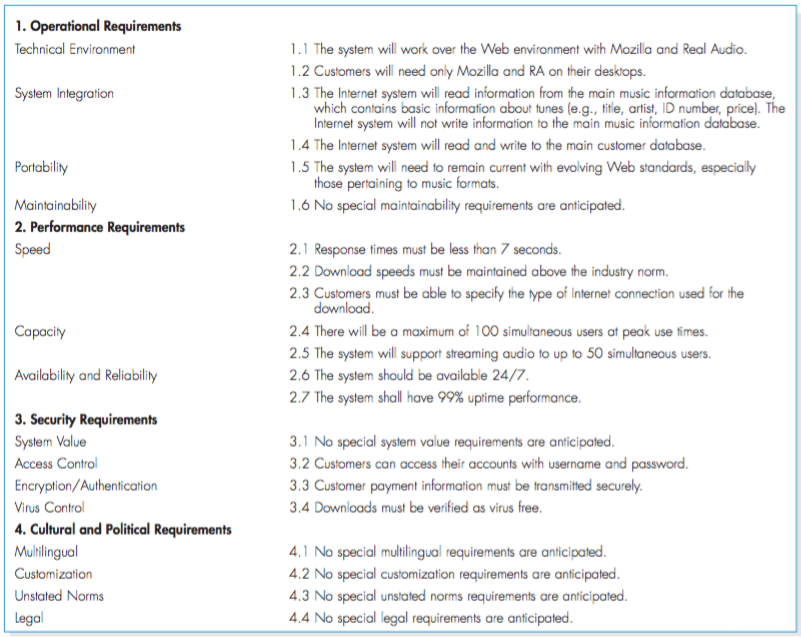 1. Operational Requirements
Technical Environment 1.1 The system will work over the Web environment with Mozilla and Real Audio.
1.2 Customers will need only Mozilla and RA on their desktops.
System Integration 1.3 The Internet system will read information from the main music information database,
which contains basic information about tunes (e.g., title, artist, ID number, price). The
Internet system will not write information to the main music information database.
1.4 The Internet system will read and write to the main customer database.
Portability 1.5 The system will need to remain current with evolving Web standards, especially
those pertaining to music formats.
Maintainability 1.6 No special maintainability requirements are anticipated.
2. Performance Requirements
Speed 2.1 Response times must be less than 7 seconds.
2.2 Download speeds must be maintained above the industry norm.
2.3 Customers must be able to specify the type of Internet connection used for the
download.
Capacity 2.4 There will be a maximum of 100 simultaneous users at peak use times.
2.5 The system will support streaming audio to up to 50 simultaneous users.
Availability and Reliability 2.6 The system should be available 24/7.
2.7 The system shall have 99% uptime performance.
3. Security Requirements
System Value 3.1 No special system value requirements are anticipated.
Access Control 3.2 Customers can access their accounts with username and password.
Encryption/Authentication 3.3 Customer payment information must be transmitted securely.
Virus Control 3.4 Downloads must be verified as virus free.
4. Cultural and Political Requirements
Multilingual 4.1 No special multilingual requirements are anticipated.
Customization 4.2 No special customization requirements are anticipated.
Unstated Norms 4.3 No special unstated norms requirements are anticipated.
Legal 4.4 No special legal requirements are anticipated.